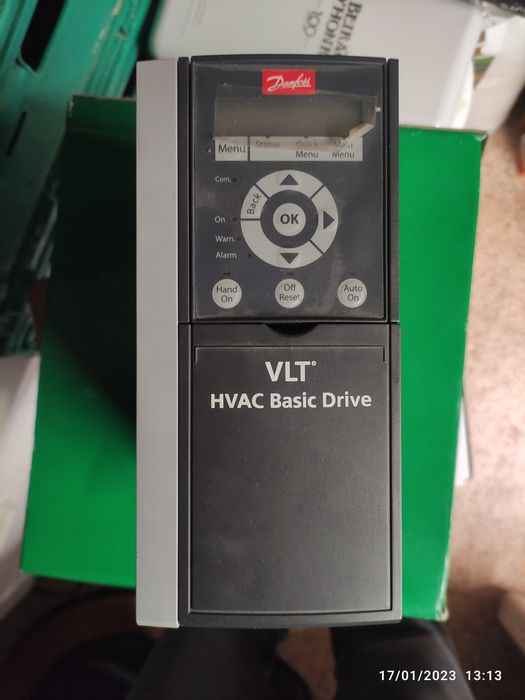 Danfoss
Menu Status Quick Menu Main Menu
Com.
Back
On
OK
Warn.
Alarm
Hand On
Off Reset
Auto On
VLT®
HVAC Basic Drive
17/01/2023 13:13